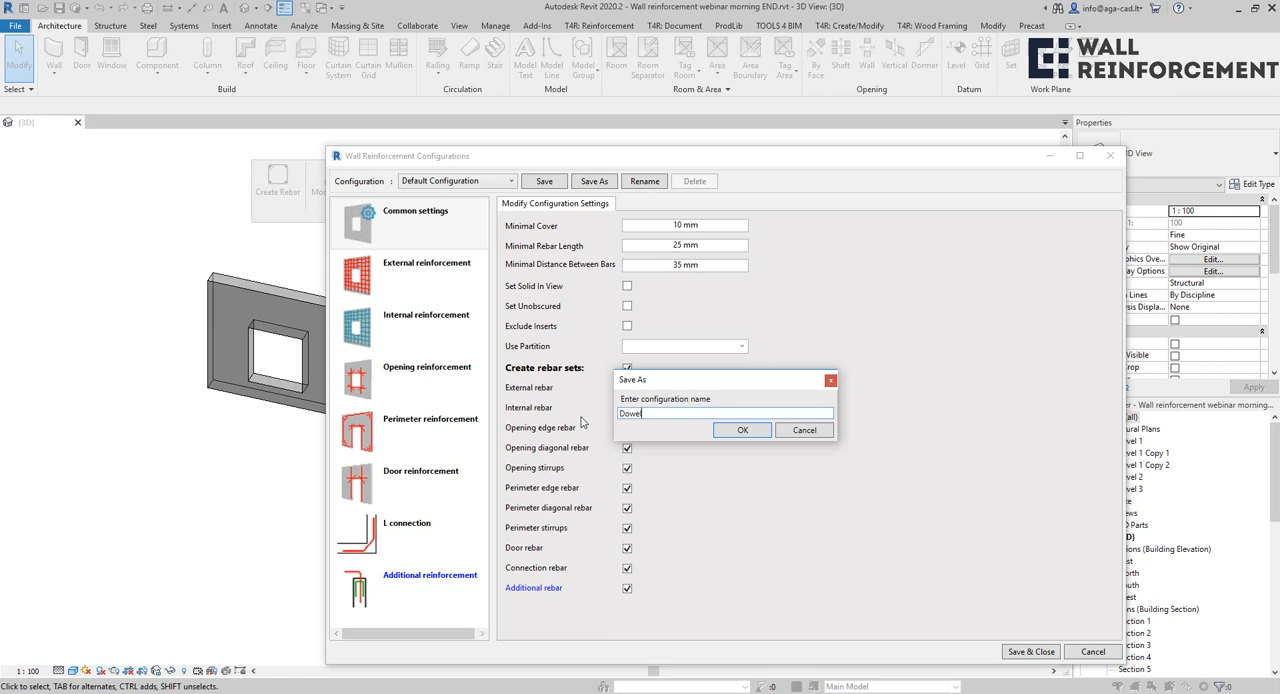 Autodesk Revit 2020.2 - Wall reinforcement webinar morning END.rvt - 3D View: {3D}
info@aga-cad.lt
File Architecture Structure Steel Systems Insert Annotate Analyze Massing & Site Collaborate View Manage Add-Ins T4R: Reinforcement T4R: Document ProdLib TOOLS 4 BIM T4R: Create/Modify T4R: Wood Framing Modify Precast
Modify Wall Door Window Component Column Roof Ceiling Floor Curtain System Curtain Grid Mullion Railing Ramp Stair Model Text Model Line Model Group Room Room Separator Tag Room Area Area Boundary Tag Area By Face Shaft Wall Vertical Dormer Level Grid Set
WALL
REINFORCEMENT
Select Build Circulation Model Room & Area Opening Datum Work Plane
{3D}
Properties
Create Rebar
Wall Reinforcement Configurations
Configuration : Default Configuration Save Save As Rename Delete
Common settings
External reinforcement
Internal reinforcement
Opening reinforcement
Perimeter reinforcement
Door reinforcement
L connection
Additional reinforcement
Modify Configuration Settings
Minimal Cover 10 mm
Minimal Rebar Length 25 mm
Minimal Distance Between Bars 35 mm
Set Solid In View
Set Unobscured
Exclude Inserts
Use Partition
Create rebar sets:
External rebar
Internal rebar
Opening edge rebar
Opening diagonal rebar
Opening stirrups
Perimeter edge rebar
Perimeter diagonal rebar
Perimeter stirrups
Door rebar
Connection rebar
Additional rebar
Save As
Enter configuration name
Dowel
OK Cancel
Save & Close Cancel
3D View
Edit Type
1 : 100
1: 100
Fine
Show Original
Edit...
Edit...
Structural
By Discipline
None
Apply
- Wall reinforcement webinar morning...
1 : 100
Click to select, TAB for alternates, CTRL adds, SHIFT unselects.
:0
Main Model
:0